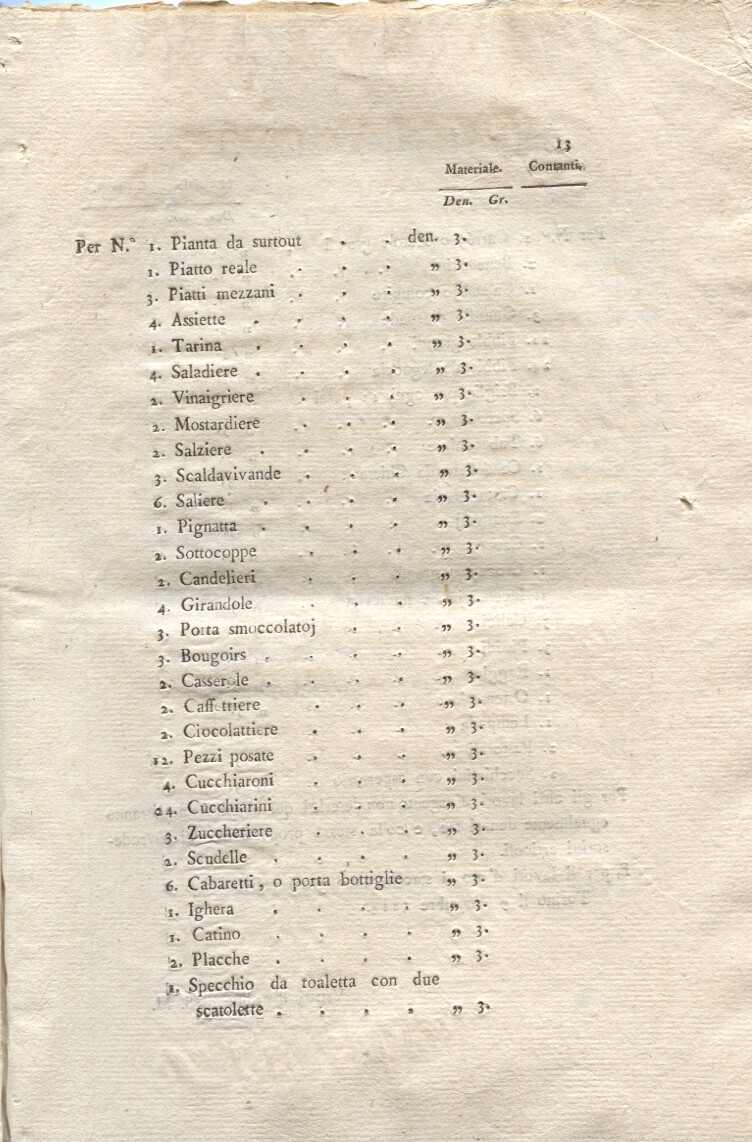 13
Materiale. Contanti.
Den. Gr.
Per N.° 1. Pianta da surtout . . den. 3.
1. Piatto reale . . . „ 3.
3. Piatti mezzani . . . „ 3.
4. Assiette . . . . „ 3.
1. Tarina . . . . „ 3.
4. Saladiere . . . . „ 3.
2. Vinaigriere . . . „ 3.
2. Mostardiere . . . „ 3.
2. Salziere . . . . „ 3.
3. Scaldavivande . . . „ 3.
6. Saliere . . . . „ 3.
1. Pignatta . . . . „ 3.
2. Sottocoppe . . . „ 3.
2. Candelieri . . . „ 3.
4. Girandole . . . „ 3.
3. Porta smoccolatoj . . „ 3.
3. Bougoirs . . . . „ 3.
2. Casserole . . . . „ 3.
2. Caffettiere . . . „ 3.
2. Ciocolattiere . . . „ 3.
12. Pezzi posate . . . „ 3.
4. Cucchiaroni . . . „ 3.
24. Cucchiarini . . . „ 3.
3. Zuccheriere . . . „ 3.
2. Scudelle . . . . „ 3.
6. Cabaretti, o porta bottiglie „ 3.
1. Ighera . . . . „ 3.
1. Catino . . . . „ 3.
2. Placche . . . . „ 3.
1. Specchio da toaletta con due
scatolette . . . . „ 3.